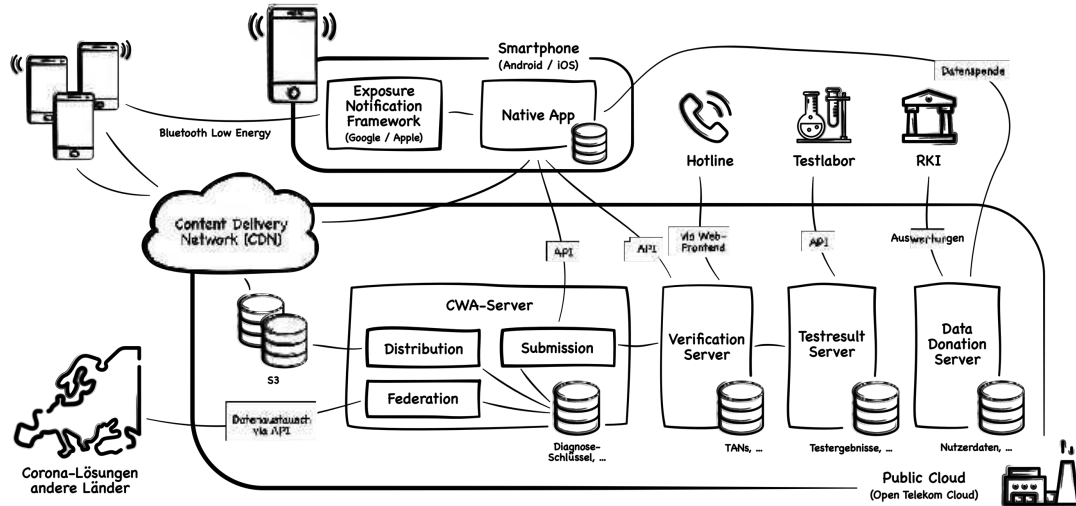 Smartphone
(Android / iOS)
Datenspende
Exposure
Notification
Framework
(Google / Apple)
Native App
Bluetooth Low Energy
Hotline
Testlabor
RKI
Content Delivery
Network (CDN)
API
API
via Web-
Frontend
API
Auswertungen
CWA-Server
Distribution
Submission
Federation
Verification
Server
Testresult
Server
Data
Donation
Server
S3
Datenaustausch
via API
Diagnose-
Schlüssel, ...
TANs, ...
Testergebnisse, ...
Nutzerdaten, ...
Corona-Lösungen
andere Länder
Public Cloud
(Open Telekom Cloud)